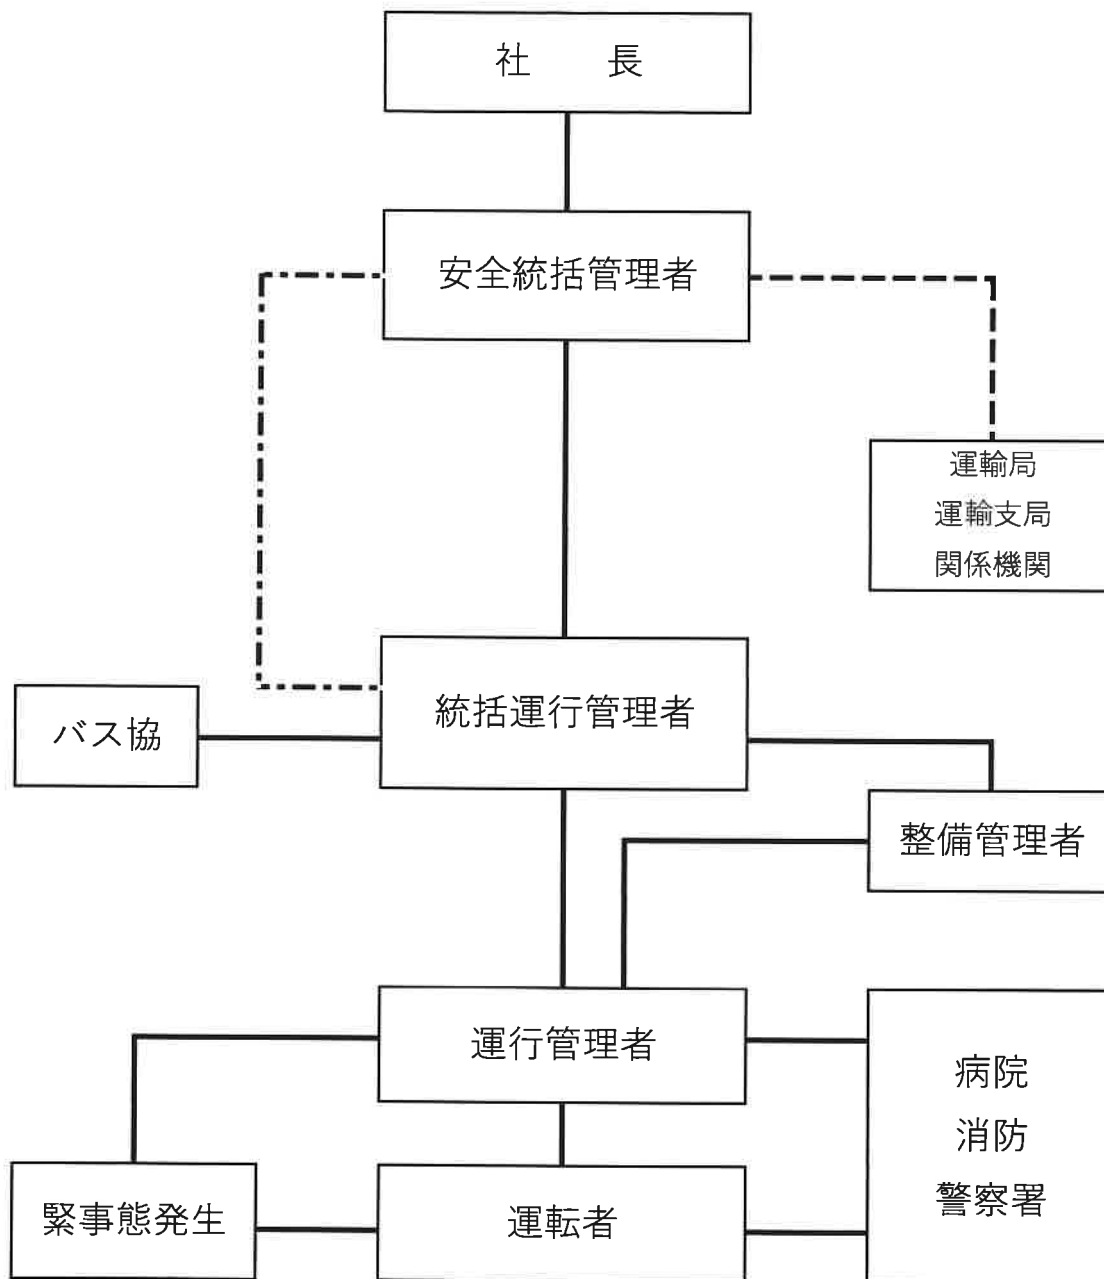 社　　長
安全統括管理者
運輸局
運輸支局
関係機関
統括運行管理者
バス協
整備管理者
運行管理者
病院
消防
警察署
緊事態発生
運転者